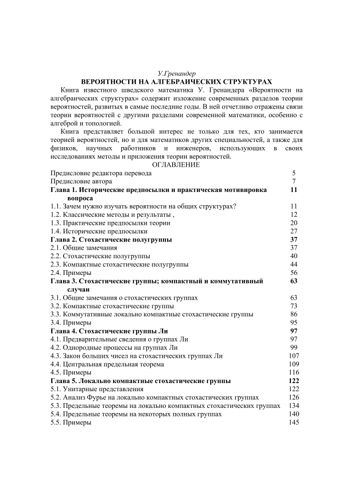 У.Гренандер
ВЕРОЯТНОСТИ НА АЛГЕБРАИЧЕСКИХ СТРУКТУРАХ
Книга известного шведского математика У. Гренандера «Вероятности на
алгебраических структурах» содержит изложение современных разделов теории
вероятностей, развитых в самые последние годы. В ней отчетливо отражены связи
теории вероятностей с другими разделами современной математики, особенно с
алгеброй и топологией.
Книга представляет большой интерес не только для тех, кто занимается
теорией вероятностей, но и для математиков других специальностей, а также для
физиков, научных работников и инженеров, использующих в своих
исследованиях методы и приложения теории вероятностей.
ОГЛАВЛЕНИЕ
Предисловие редактора перевода 5
Предисловие автора 7
Глава 1. Исторические предпосылки и практическая мотивировка 11
вопроса
1.1. Зачем нужно изучать вероятности на общих структурах? 11
1.2. Классические методы и результаты , 12
1.3. Практические предпосылки теории 20
1.4. Исторические предпосылки 27
Глава 2. Стохастические полугруппы 37
2.1. Общие замечания 37
2.2. Стохастические полугруппы 40
2.3. Компактные стохастические полугруппы 44
2.4. Примеры 56
Глава 3. Стохастические группы; компактный и коммутативный 63
случаи
3.1. Общие замечания о стохастических группах 63
3.2. Компактные стохастические группы 73
3.3. Коммутативные локально компактные стохастические группы 86
3.4. Примеры 95
Глава 4. Стохастические группы Ли 97
4.1. Предварительные сведения о группах Ли 97
4.2. Однородные процессы на группах Ли 99
4.3. Закон больших чисел на стохастических группах Ли 107
4.4. Центральная предельная теорема 109
4.5. Примеры 116
Глава 5. Локально компактные стохастические группы 122
5.1. Унитарные представления 122
5.2. Анализ Фурье на локально компактных стохастических группах 126
5.3. Предельные теоремы на локально компактных стохастических группах 134
5.4. Предельные теоремы на некоторых полных группах 140
5.5. Примеры 145